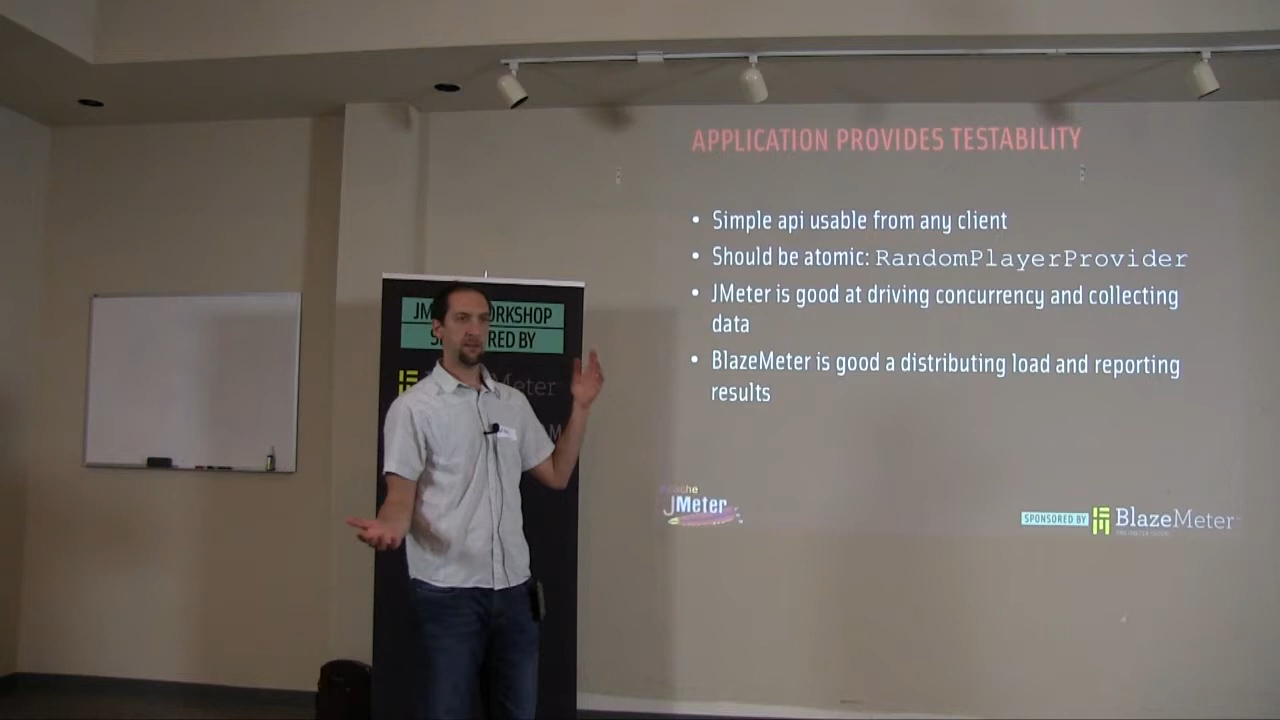 APPLICATION PROVIDES TESTABILITY
• Simple api usable from any client
• Should be atomic: RandomPlayerProvider
• JMeter is good at driving concurrency and collecting
data
• BlazeMeter is good a distributing load and reporting
results
JMeter
SPONSORED BY BlazeMeter
JM ORKSHOP
S RED BY
Meter
M